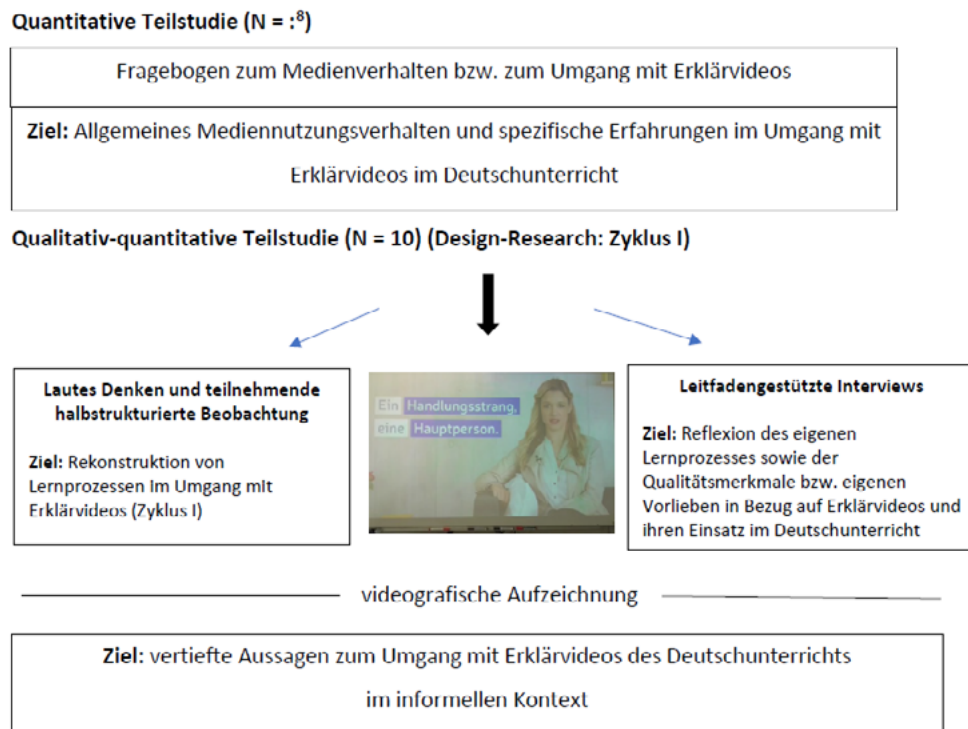 Quantitative Teilstudie (N = :⁸)
Fragebogen zum Medienverhalten bzw. zum Umgang mit Erklärvideos
Ziel: Allgemeines Mediennutzungsverhalten und spezifische Erfahrungen im Umgang mit
Erklärvideos im Deutschunterricht
Qualitativ-quantitative Teilstudie (N = 10) (Design-Research: Zyklus I)
Lautes Denken und teilnehmende
halbstrukturierte Beobachtung
Ziel: Rekonstruktion von
Lernprozessen im Umgang mit
Erklärvideos (Zyklus I)
Ein Handlungsstrang,
eine Hauptperson.
Leitfadengestützte Interviews
Ziel: Reflexion des eigenen
Lernprozesses sowie der
Qualitätsmerkmale bzw. eigenen
Vorlieben in Bezug auf Erklärvideos und
ihren Einsatz im Deutschunterricht
videografische Aufzeichnung
Ziel: vertiefte Aussagen zum Umgang mit Erklärvideos des Deutschunterrichts
im informellen Kontext